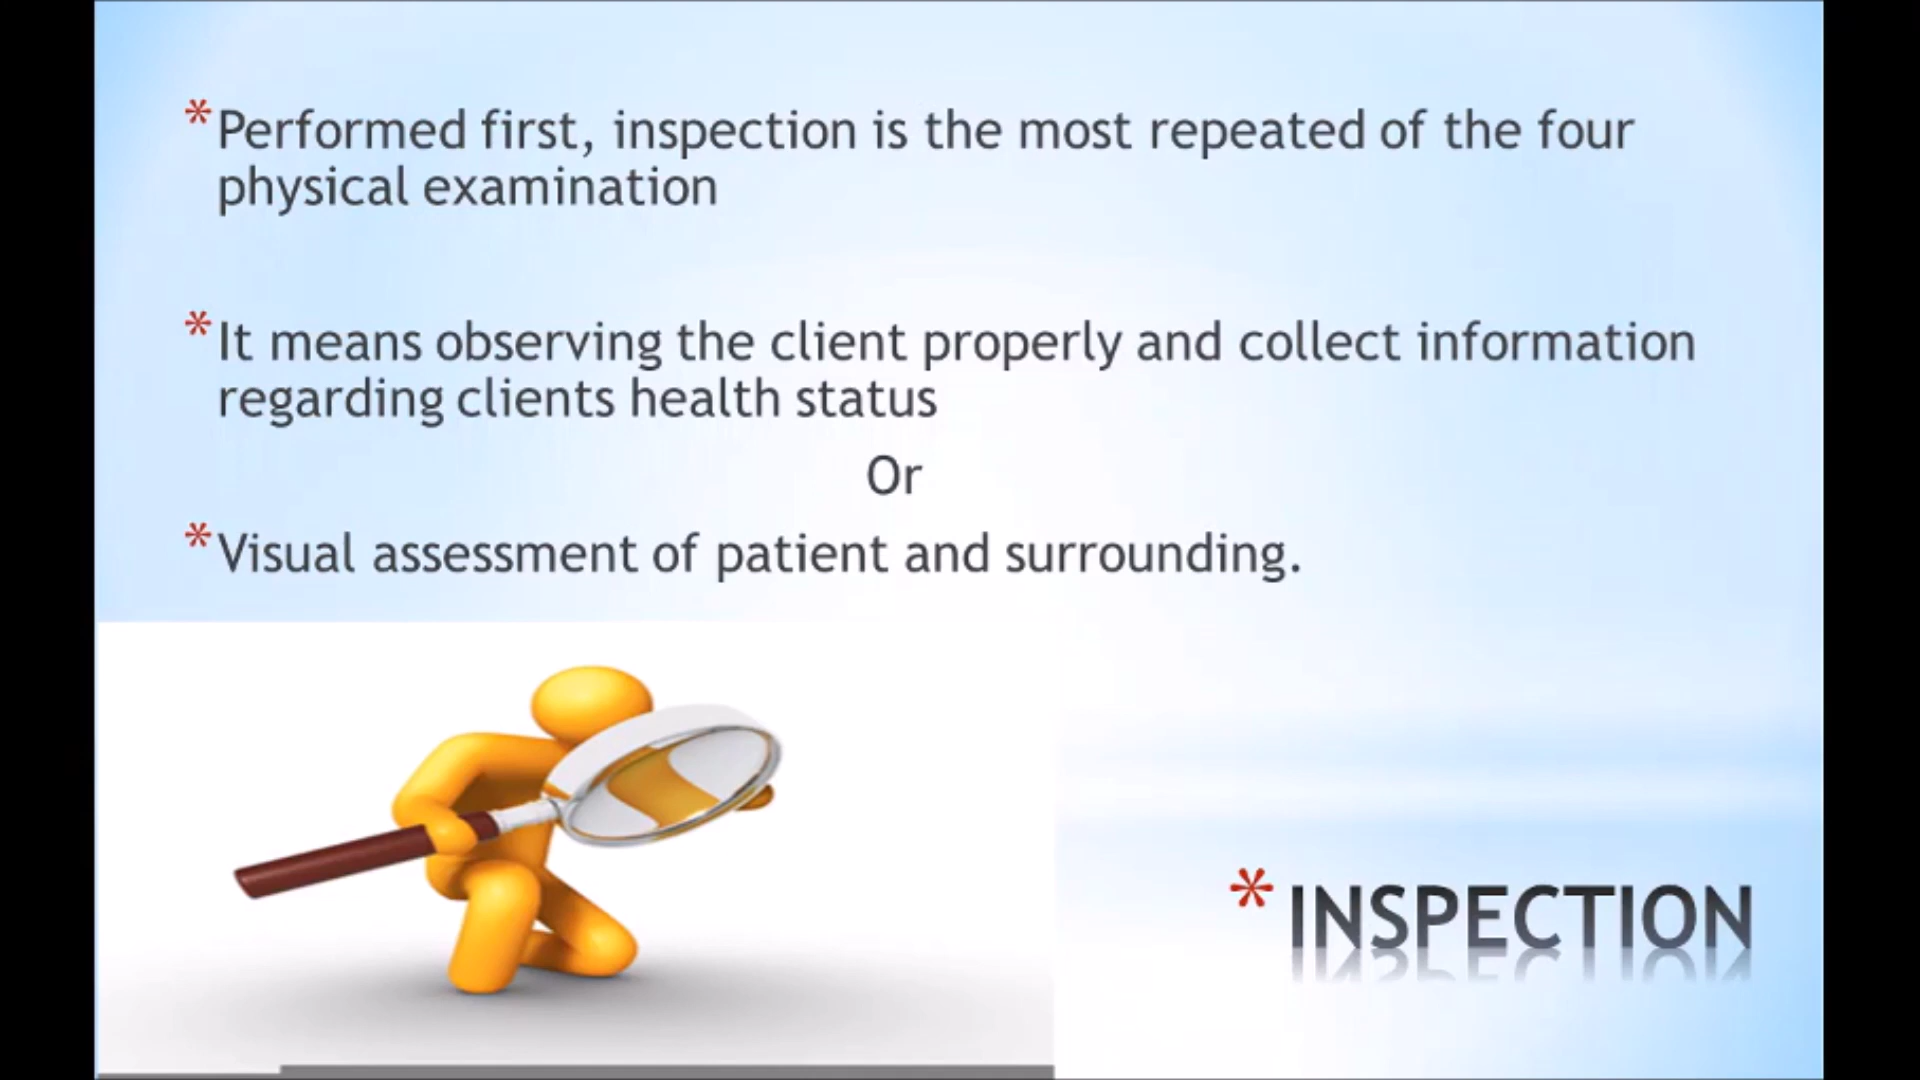 *Performed first, inspection is the most repeated of the four
physical examination
*It means observing the client properly and collect information
regarding clients health status
Or
*Visual assessment of patient and surrounding.
*INSPECTION